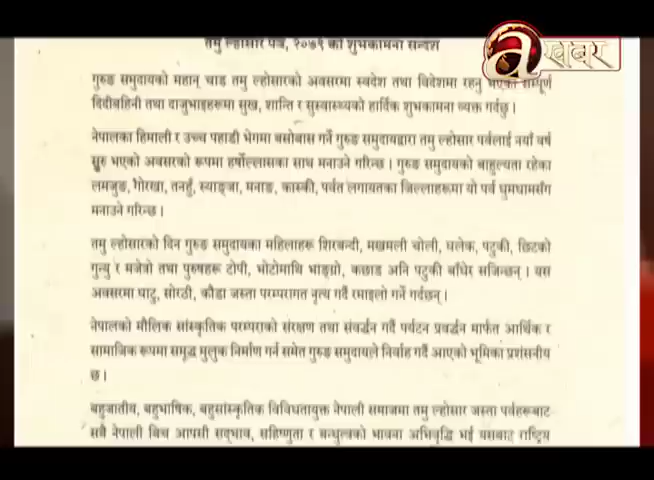 तमु ल्होसार पर्व, २०७१ को शुभकामना सन्देश
a खबर
गुरुङ समुदायको महान् चाड तमु ल्होसारको अवसरमा स्वदेश तथा विदेशमा रहनु भएका सम्पूर्ण
दिदीबहिनी तथा दाजुभाइहरूमा सुख, शान्ति र सुस्वास्थ्यको हार्दिक शुभकामना व्यक्त गर्दछु ।
नेपालका हिमाली र उच्च पहाडी भेगमा बसोबास गर्ने गुरुङ समुदायद्वारा तमु ल्होसार पर्वलाई नयाँ वर्ष
सुरु भएको अवसरको रूपमा हर्षोल्लासका साथ मनाउने गरिन्छ । गुरुङ समुदायको बाहुल्यता रहेका
लमजुङ, गोरखा, तनहुँ, स्याङ्जा, मनाङ, कास्की, पर्वत लगायतका जिल्लाहरूमा यो पर्व धुमधामसँग
मनाउने गरिन्छ ।
तमु ल्होसारको दिन गुरुङ समुदायका महिलाहरू शिरबन्दी, मखमली चोली, घलेक, पटुकी, छिटको
गुन्यु र मजेत्रो तथा पुरुषहरू टोपी, भोटोमाथि भाङ्ग्रो, कछाड अनि पटुकी बाँधेर सजिन्छन् । यस
अवसरमा घाटु, सोरठी, कौडा जस्ता परम्परागत नृत्य गर्दै रमाइलो गर्ने गर्दछन् ।
नेपालको मौलिक सांस्कृतिक परम्पराको संरक्षण तथा संवर्द्धन गर्दै पर्यटन प्रवर्द्धन मार्फत आर्थिक र
सामाजिक रूपमा समृद्ध मुलुक निर्माण गर्न समेत गुरुङ समुदायले निर्वाह गर्दै आएको भूमिका प्रशंसनीय
छ ।
बहुजातीय, बहुभाषिक, बहुसांस्कृतिक विविधतायुक्त नेपाली समाजमा तमु ल्होसार जस्ता पर्वहरूबाट
सबै नेपाली बिच आपसी सद्भाव, सहिष्णुता र बन्धुत्वको भावना अभिवृद्धि भई यसबाट राष्ट्रिय